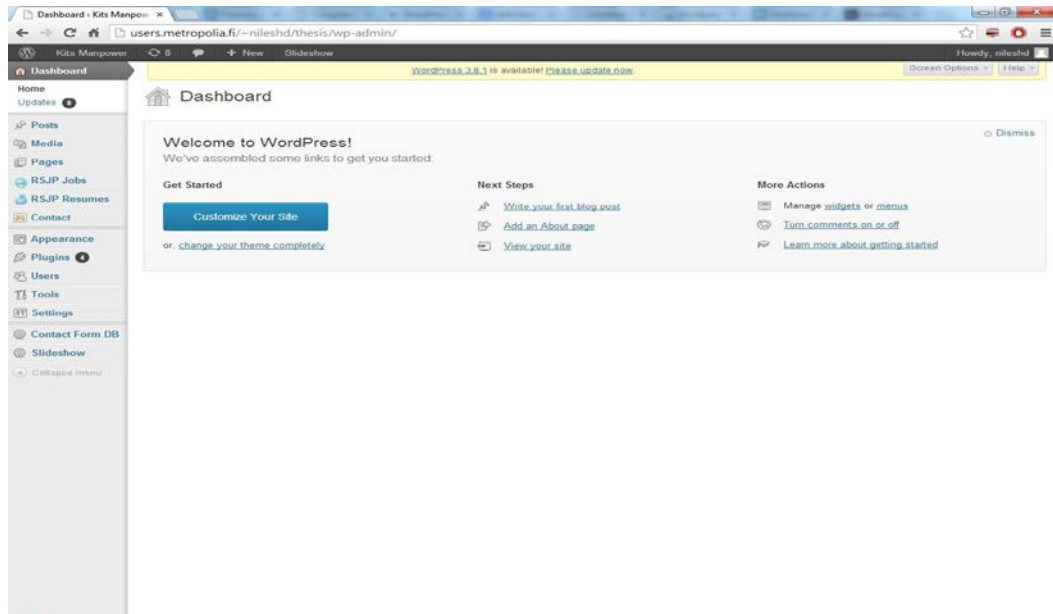 Dashboard ‹ Kits Manpow
users.metropolia.fi/~nileshd/thesis/wp-admin/
Kits Manpower 8 + New Slideshow Howdy, nileshd
Dashboard
WordPress 3.8.1 is available! Please update now.
Screen Options Help
Home
Updates 8
Dashboard
Posts
Media
Pages
RSJP Jobs
RSJP Resumes
Contact
Appearance
Plugins 4
Users
Tools
Settings
Contact Form DB
Slideshow
Collapse menu
Dismiss
Welcome to WordPress!
We've assembled some links to get you started:
Get Started
Customize Your Site
or, change your theme completely
Next Steps
Write your first blog post
Add an About page
View your site
More Actions
Manage widgets or menus
Turn comments on or off
Learn more about getting started